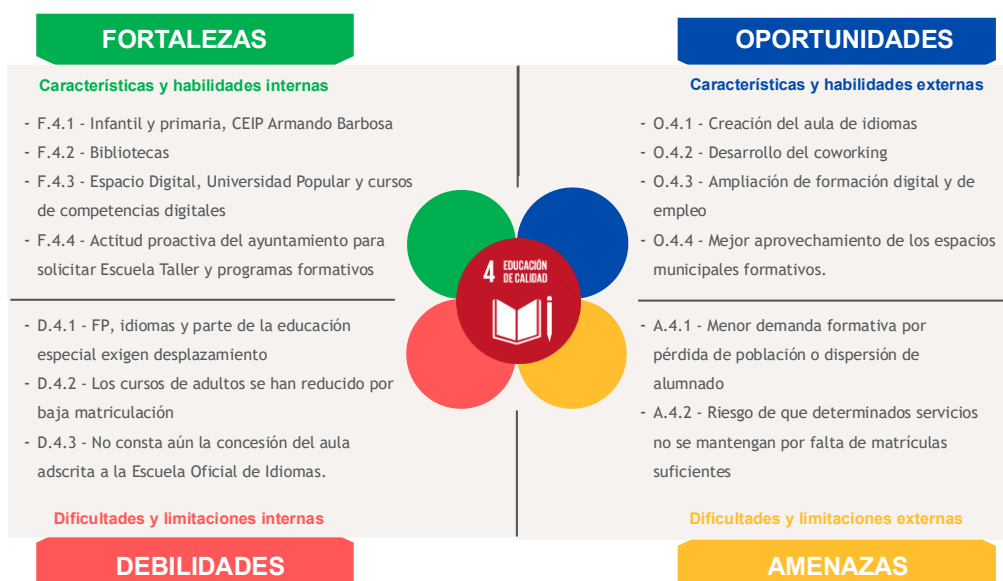 FORTALEZAS
Características y habilidades internas
- F.4.1 - Infantil y primaria, CEIP Armando Barbosa
- F.4.2 - Bibliotecas
- F.4.3 - Espacio Digital, Universidad Popular y cursos
de competencias digitales
- F.4.4 - Actitud proactiva del ayuntamiento para
solicitar Escuela Taller y programas formativos
OPORTUNIDADES
Características y habilidades externas
- O.4.1 - Creación del aula de idiomas
- O.4.2 - Desarrollo del coworking
- O.4.3 - Ampliación de formación digital y de
empleo
- O.4.4 - Mejor aprovechamiento de los espacios
municipales formativos.
4 EDUCACIÓN
DE CALIDAD
- D.4.1 - FP, idiomas y parte de la educación
especial exigen desplazamiento
- D.4.2 - Los cursos de adultos se han reducido por
baja matriculación
- D.4.3 - No consta aún la concesión del aula
adscrita a la Escuela Oficial de Idiomas.
Dificultades y limitaciones internas
DEBILIDADES
- A.4.1 - Menor demanda formativa por
pérdida de población o dispersión de
alumnado
- A.4.2 - Riesgo de que determinados servicios
no se mantengan por falta de matrículas
suficientes
Dificultades y limitaciones externas
AMENAZAS